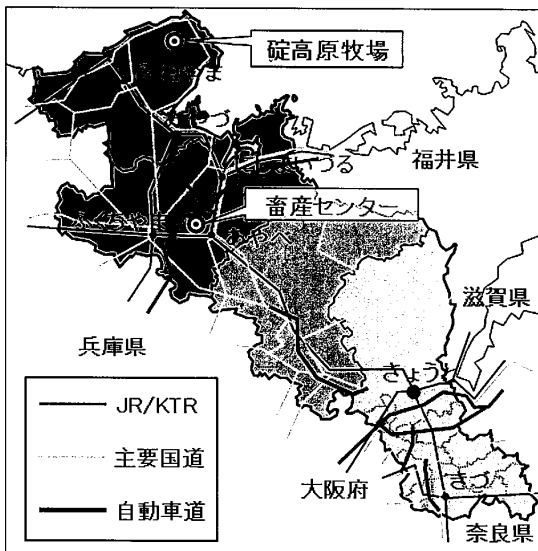 碇高原牧場
福井県
畜産センター
滋賀県
兵庫県
きょうと
JR/KTR
主要国道
自動車道
大阪府
きづ
奈良県